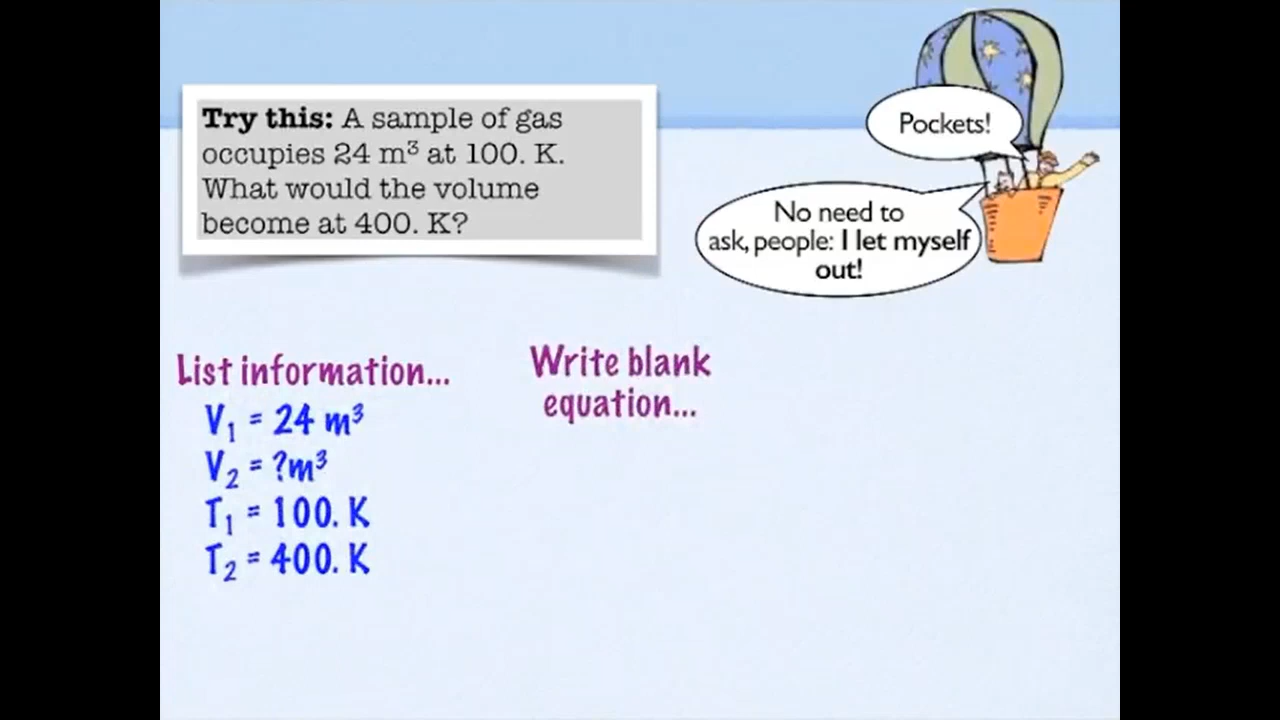 Try this: A sample of gas
occupies 24 m³ at 100. K.
What would the volume
become at 400. K?
Pockets!
No need to
ask, people: I let myself
out!
List information...
V₁ = 24 m³
V₂ = ?m³
T₁ = 100. K
T₂ = 400. K
Write blank
equation...